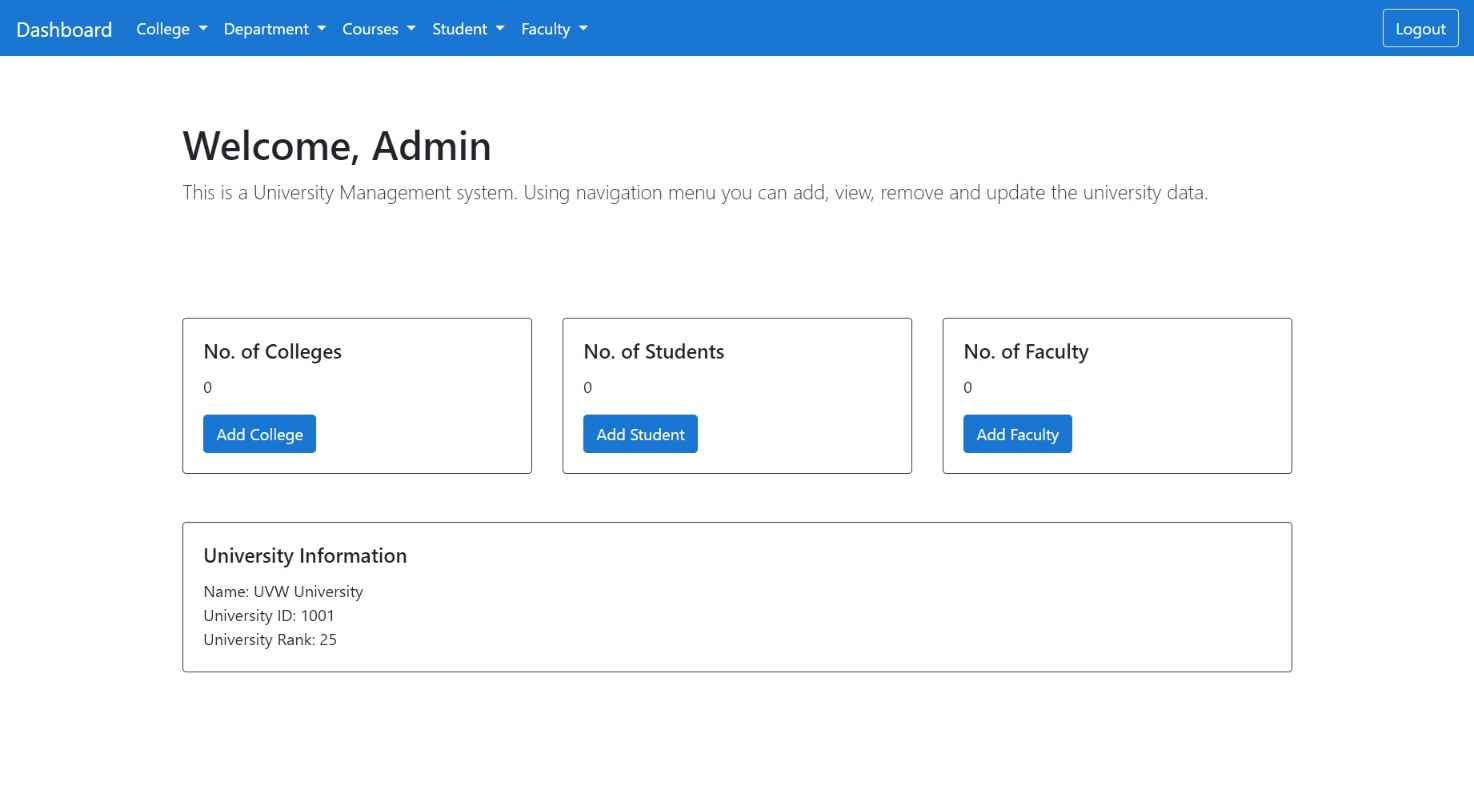 Dashboard College Department Courses Student Faculty Logout
Welcome, Admin
This is a University Management system. Using navigation menu you can add, view, remove and update the university data.
No. of Colleges
0
Add College
No. of Students
0
Add Student
No. of Faculty
0
Add Faculty
University Information
Name: UVW University
University ID: 1001
University Rank: 25